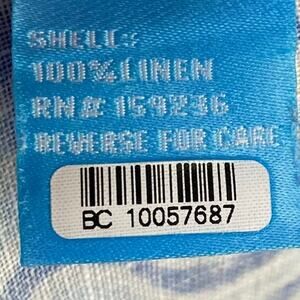 SHELL:
100% LINEN
RN# 159236
REVERSE FOR CARE
BC 10057687